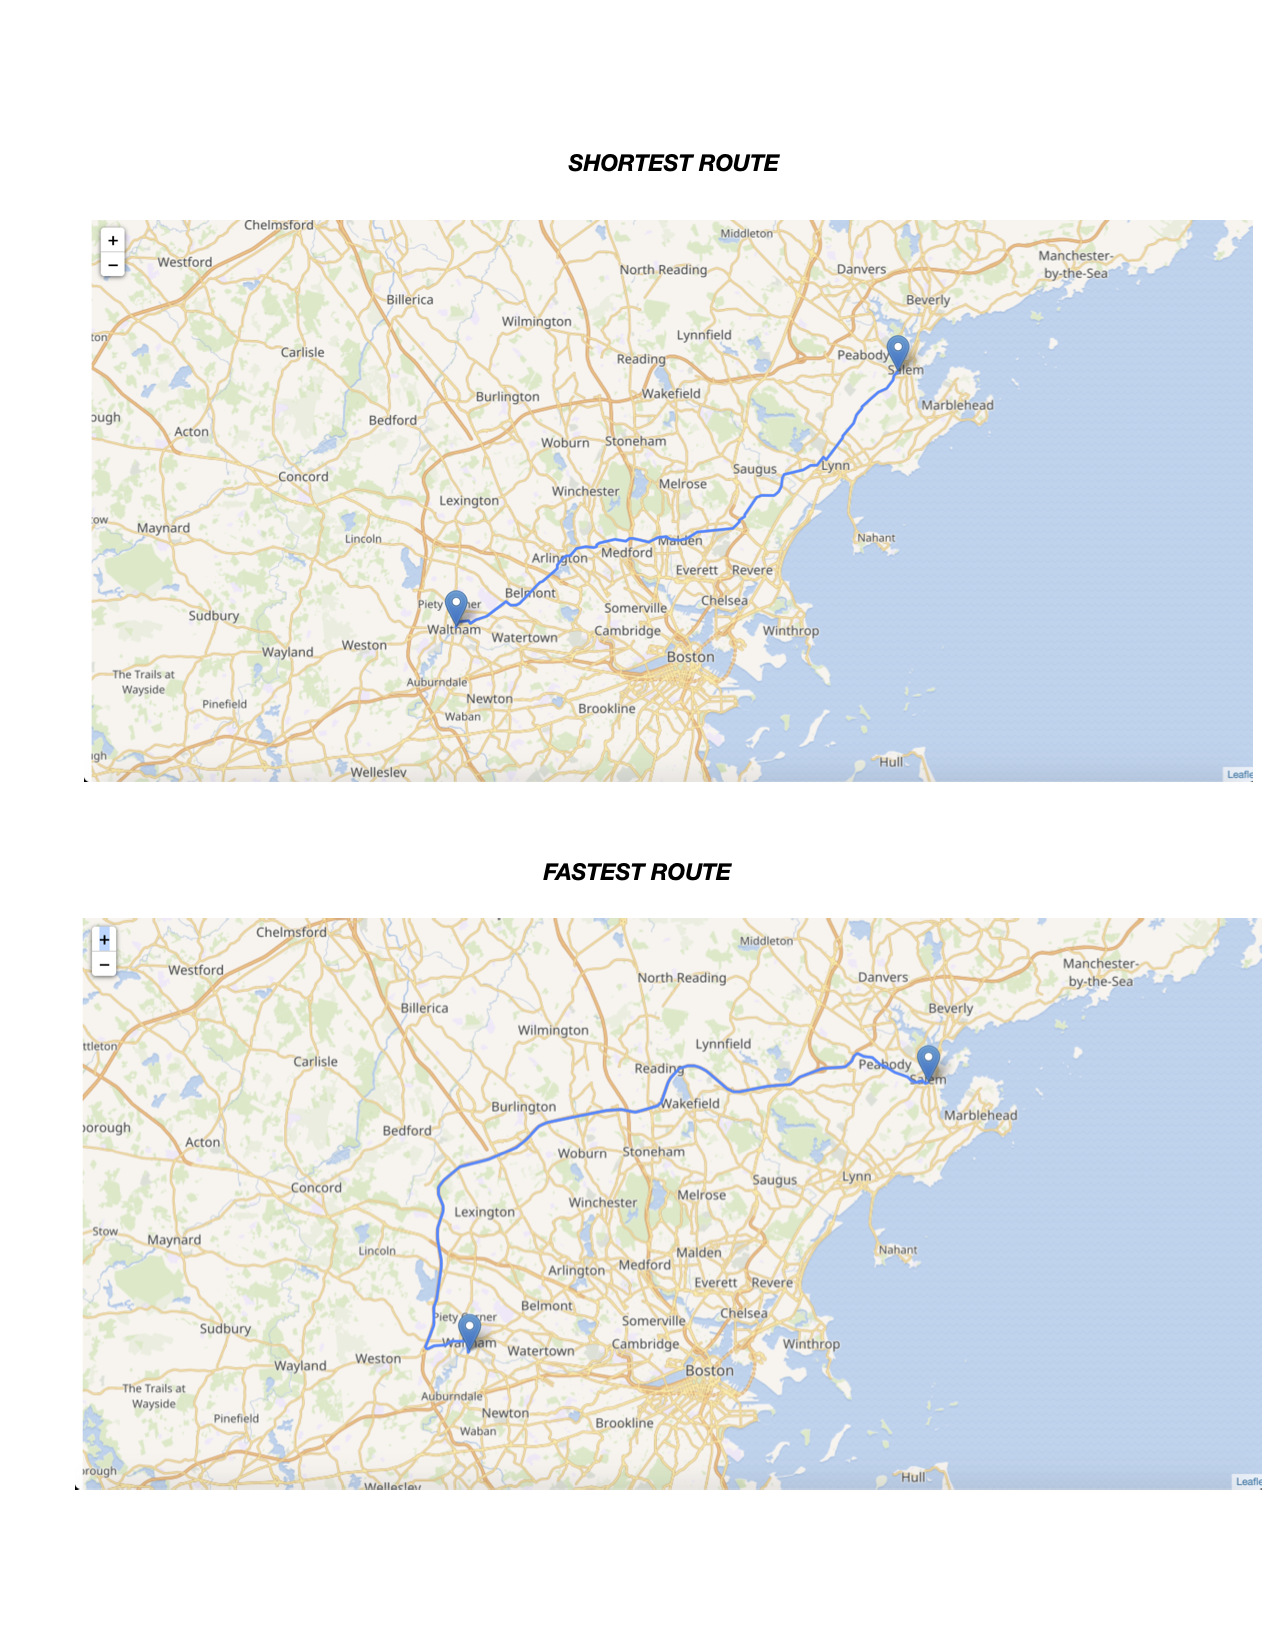 SHORTEST ROUTE
+
−
Chelmsford
Middleton
Westford
North Reading
Danvers
Manchester-
by-the-Sea
Billerica
Beverly
Wilmington
ton
Lynnfield
Carlisle
Reading
Peabody
Salem
Wakefield
Burlington
Marblehead
ough
Bedford
Acton
Woburn
Stoneham
Saugus
Lynn
Concord
Melrose
Winchester
Lexington
ow
Maynard
Lincoln
Malden
Nahant
Medford
Arlington
Everett
Revere
Belmont
Piety
ner
Chelsea
Somerville
Sudbury
Waltham
Watertown
Cambridge
Winthrop
Weston
Wayland
Boston
The Trails at
Wayside
Auburndale
Newton
Pinefield
Brookline
Waban
ugh
Hull
Wellesley
Leafle
FASTEST ROUTE
+
−
Chelmsford
Middleton
Westford
North Reading
Danvers
Manchester-
by-the-Sea
Billerica
Beverly
Wilmington
Lynnfield
ttleton
Carlisle
Reading
Peabody
Salem
Wakefield
Burlington
Marblehead
borough
Bedford
Acton
Woburn
Stoneham
Saugus
Lynn
Concord
Melrose
Winchester
Lexington
Stow
Maynard
Lincoln
Malden
Nahant
Medford
Arlington
Everett
Revere
Belmont
Chelsea
Piety Corner
Somerville
Sudbury
Waltham
Watertown
Cambridge
Winthrop
Weston
Wayland
Boston
The Trails at
Wayside
Auburndale
Newton
Pinefield
Brookline
Waban
orough
Hull
Wellesley
Leafle